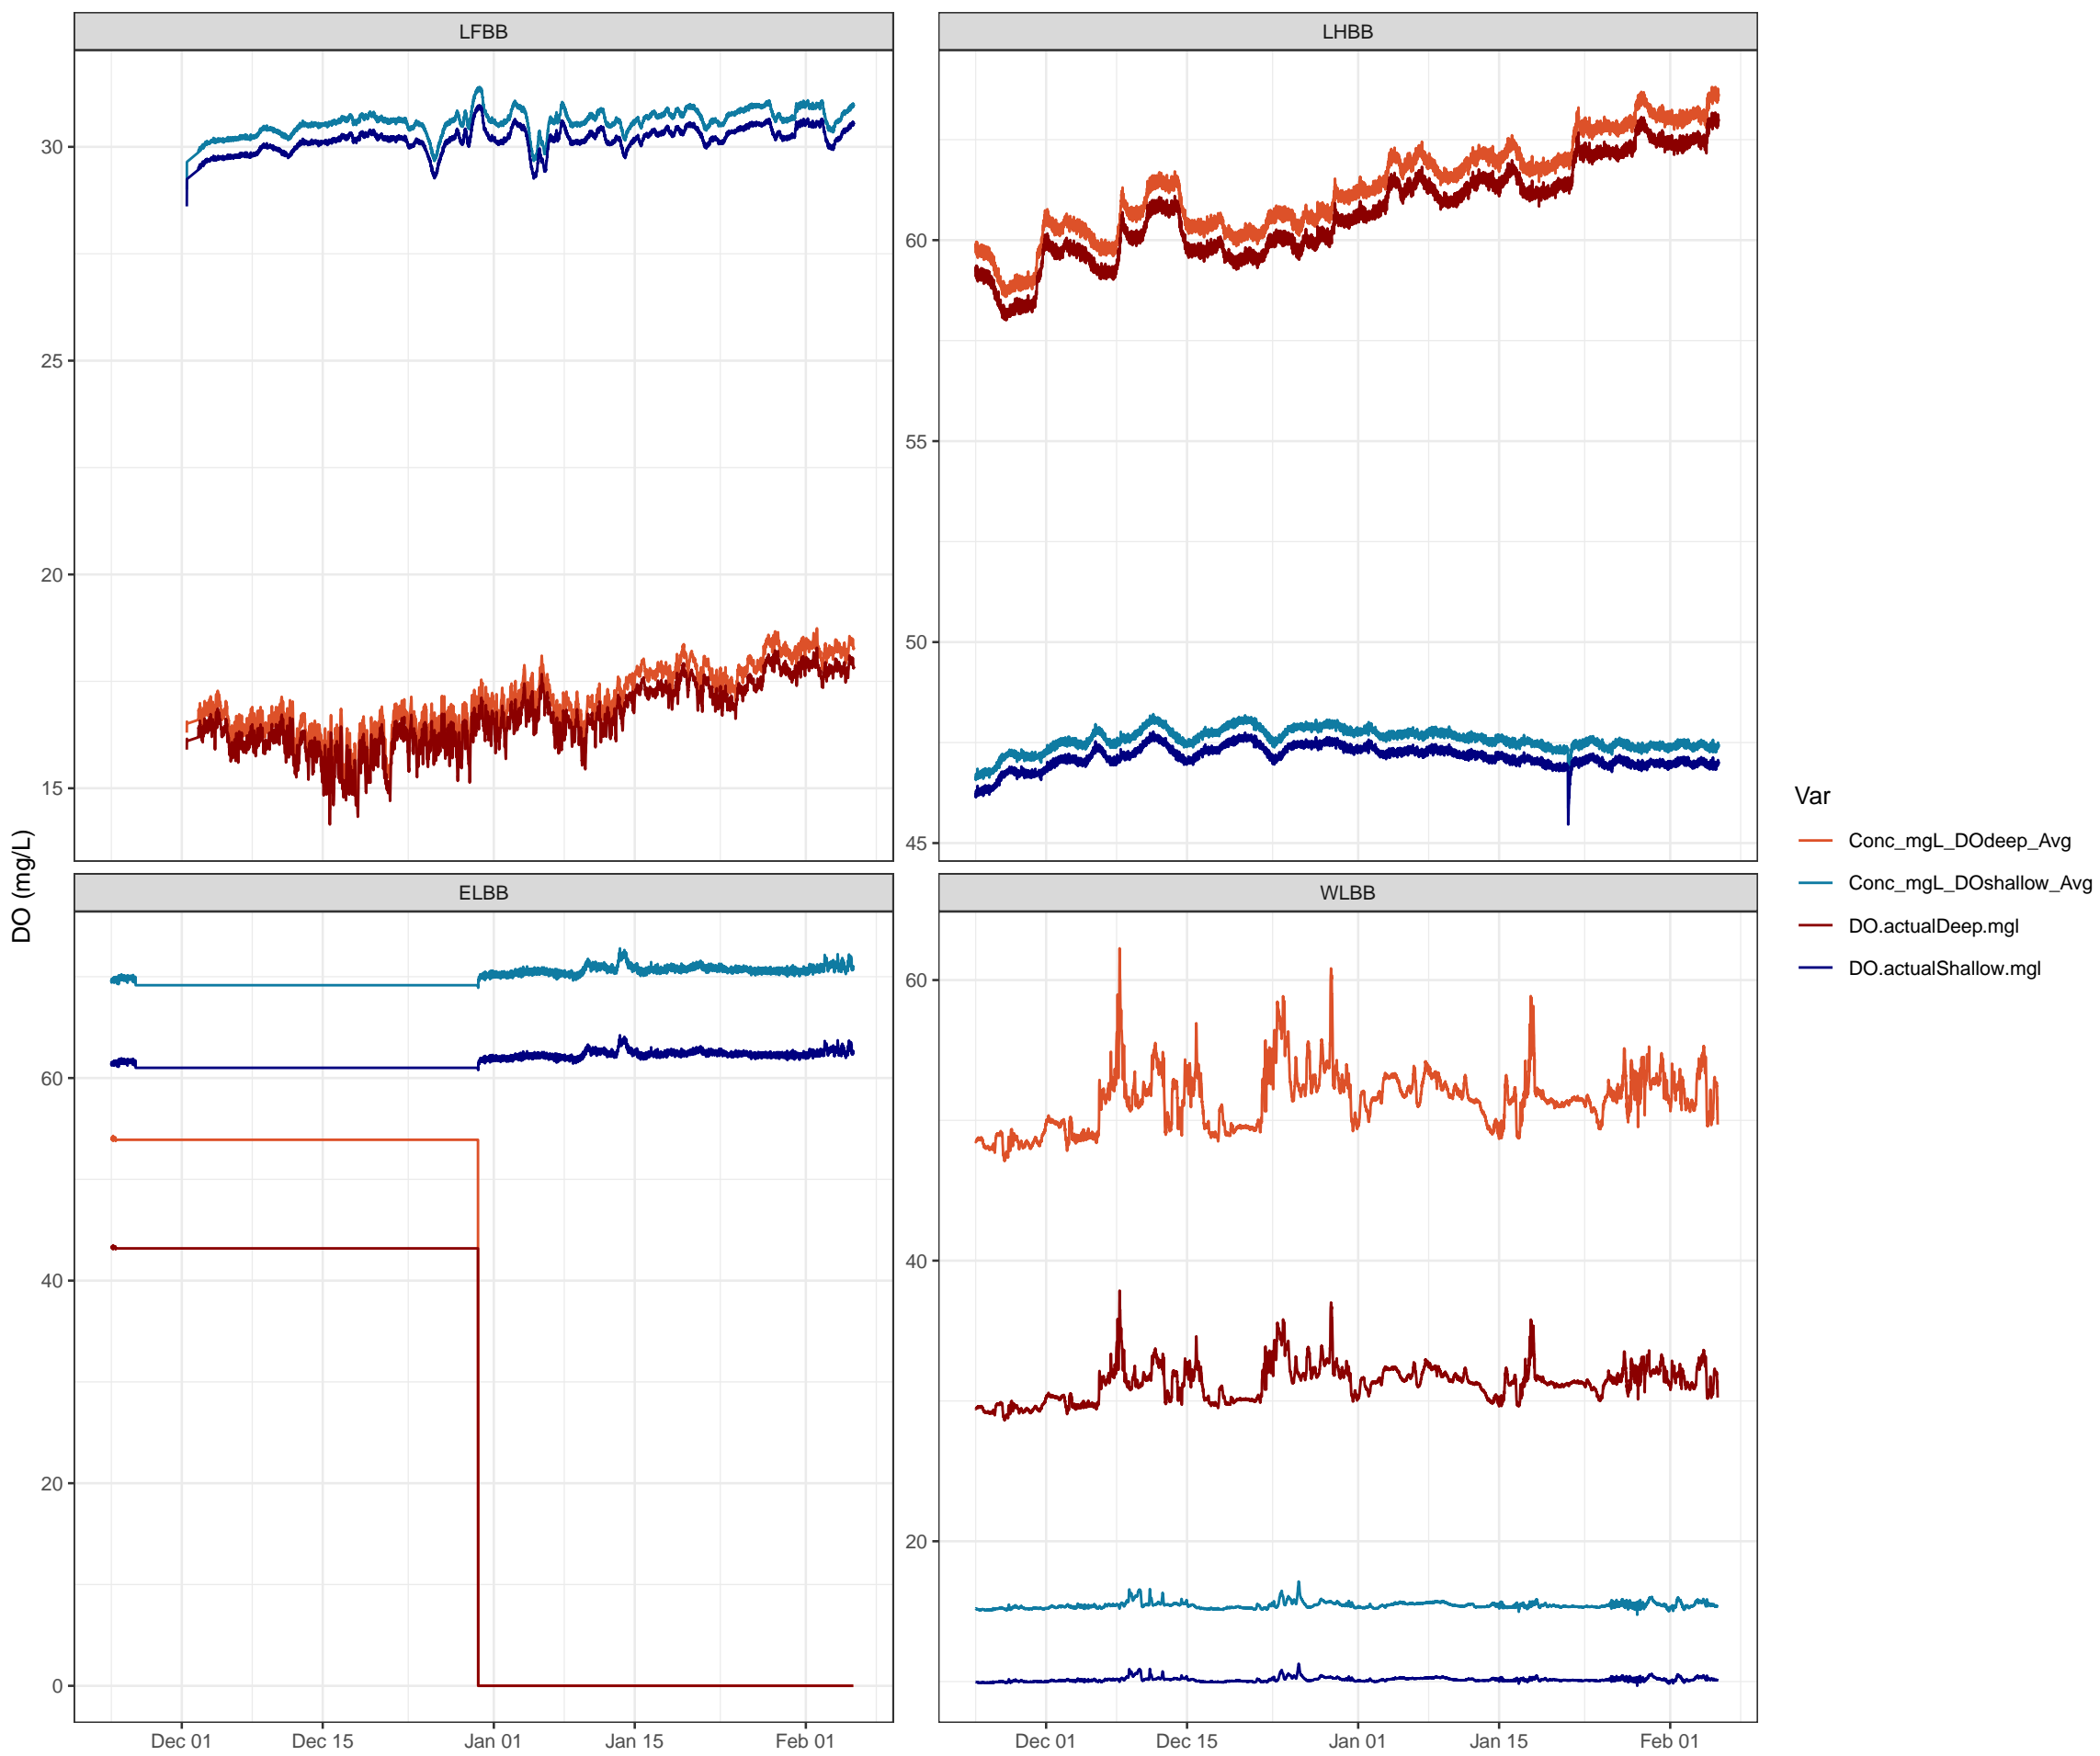 LFBB
LHBB
30
25
20
15
60
55
50
45
DO (mg/L)
ELBB
WLBB
60
40
20
0
60
40
20
Dec 01 Dec 15 Jan 01 Jan 15 Feb 01
Dec 01 Dec 15 Jan 01 Jan 15 Feb 01
Var
Conc_mgL_DOdeep_Avg
Conc_mgL_DOshallow_Avg
DO.actualDeep.mgl
DO.actualShallow.mgl